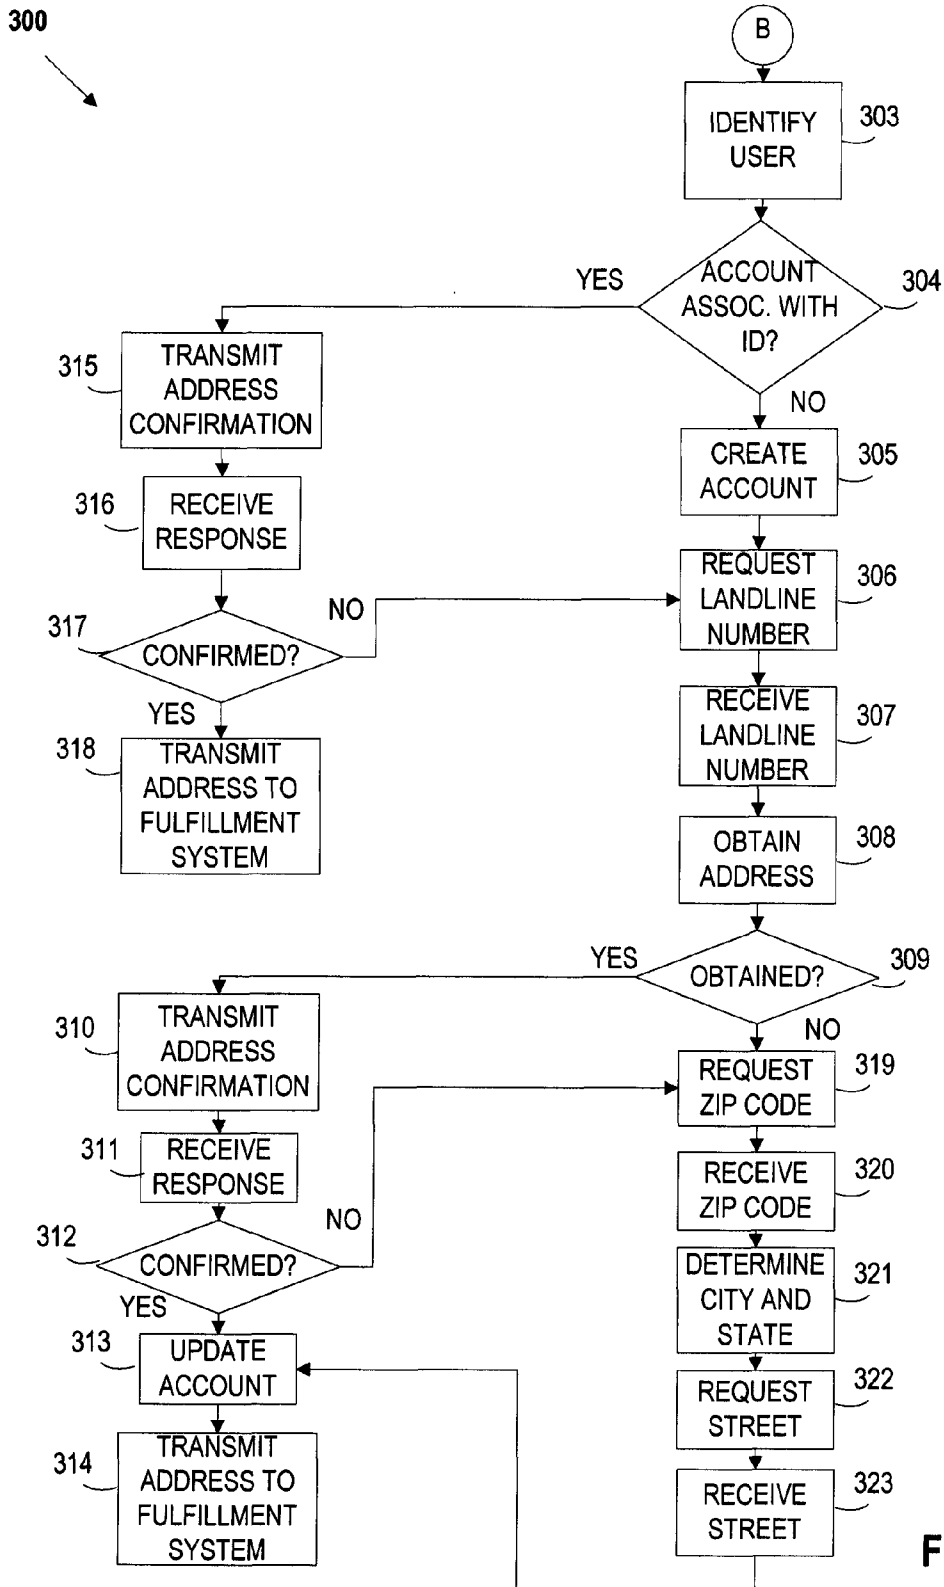 300
B
IDENTIFY
USER
303
ACCOUNT
ASSOC. WITH
ID?
304
YES
NO
315
TRANSMIT
ADDRESS
CONFIRMATION
CREATE
ACCOUNT
305
316
RECEIVE
RESPONSE
REQUEST
LANDLINE
NUMBER
306
317
CONFIRMED?
NO
YES
RECEIVE
LANDLINE
NUMBER
307
318
TRANSMIT
ADDRESS TO
FULFILLMENT
SYSTEM
OBTAIN
ADDRESS
308
OBTAINED?
309
YES
NO
310
TRANSMIT
ADDRESS
CONFIRMATION
REQUEST
ZIP CODE
319
311
RECEIVE
RESPONSE
RECEIVE
ZIP CODE
320
312
CONFIRMED?
NO
YES
DETERMINE
CITY AND
STATE
321
313
UPDATE
ACCOUNT
REQUEST
STREET
322
314
TRANSMIT
ADDRESS TO
FULFILLMENT
SYSTEM
RECEIVE
STREET
323
F